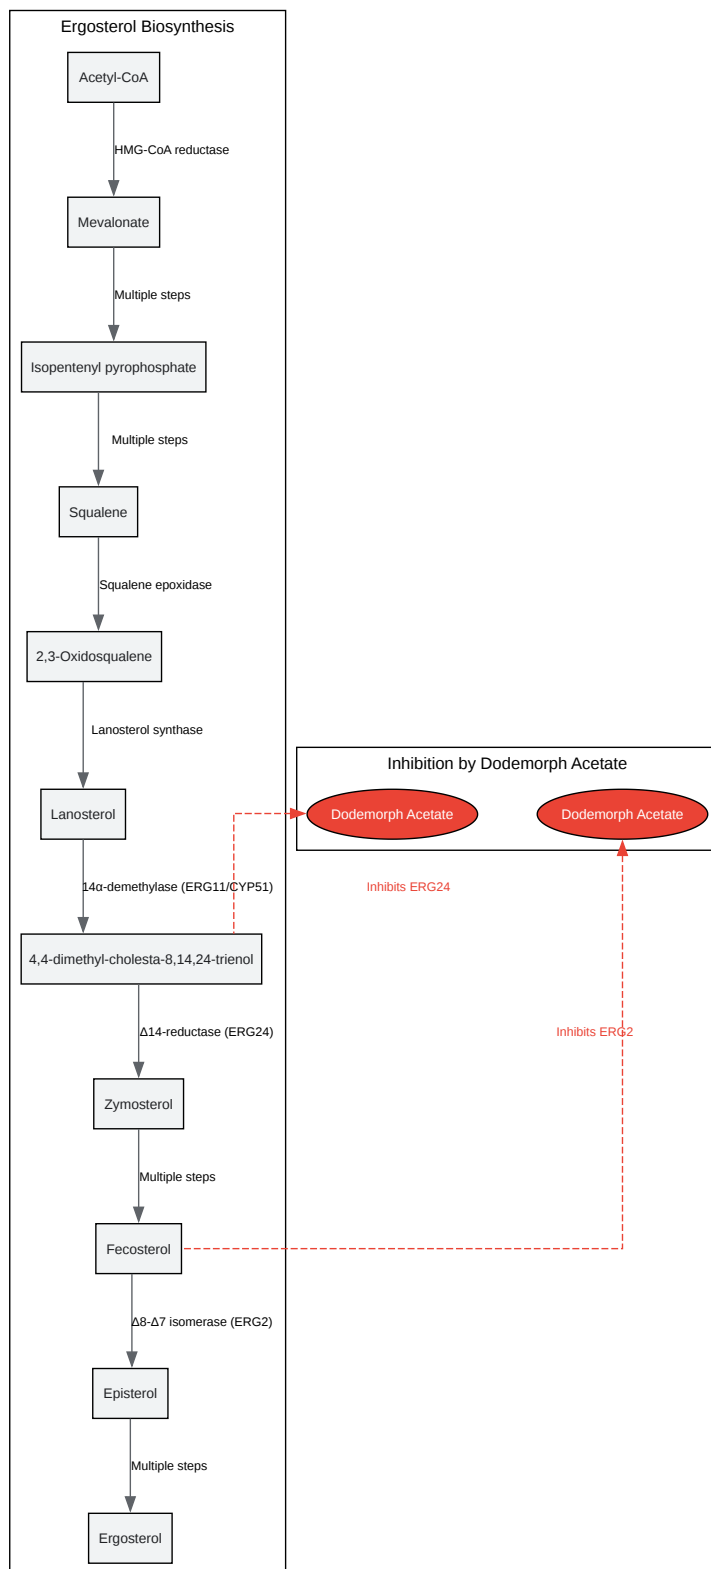 Ergosterol Biosynthesis
Acetyl-CoA
HMG-CoA reductase
Mevalonate
Multiple steps
Isopentenyl pyrophosphate
Multiple steps
Squalene
Squalene epoxidase
2,3-Oxidosqualene
Lanosterol synthase
Lanosterol
14α-demethylase (ERG11/CYP51)
4,4-dimethyl-cholesta-8,14,24-trienol
Δ14-reductase (ERG24)
Zymosterol
Multiple steps
Fecosterol
Δ8-Δ7 isomerase (ERG2)
Episterol
Multiple steps
Ergosterol
Inhibition by Dodemorph Acetate
Dodemorph Acetate
Dodemorph Acetate
Inhibits ERG24
Inhibits ERG2